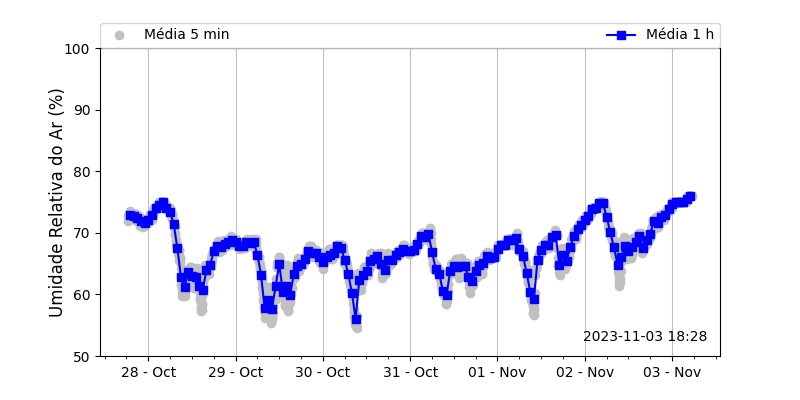 Média 5 min
Média 1 h
Umidade Relativa do Ar (%)
100
90
80
70
60
50
2023-11-03 18:28
28 - Oct
29 - Oct
30 - Oct
31 - Oct
01 - Nov
02 - Nov
03 - Nov